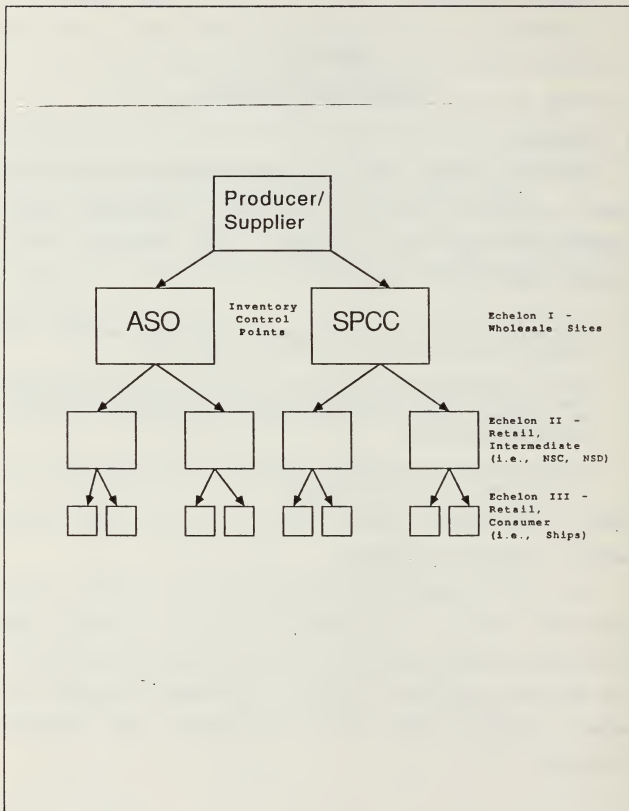 Producer/
Supplier
ASO
Inventory
Control
Points
SPCC
Echelon I -
Wholesale Sites
Echelon II -
Retail,
Intermediate
(i.e., NSC, NSD)
Echelon III -
Retail,
Consumer
(i.e., Ships)